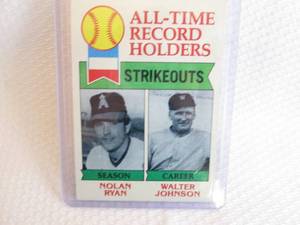 ALL-TIME
RECORD
HOLDERS
STRIKEOUTS
A
SEASON
CAREER
NOLAN
RYAN
WALTER
JOHNSON